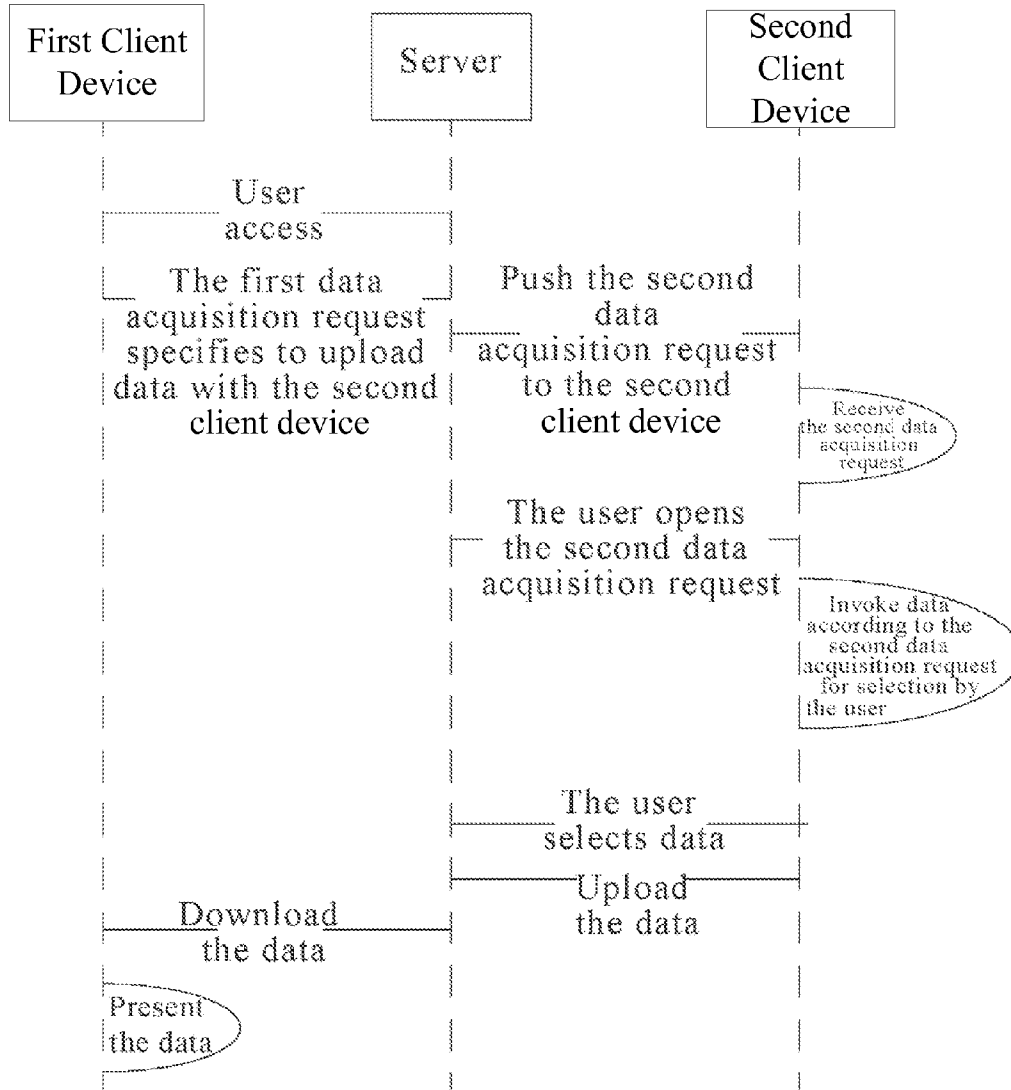 First Client
Device
Server
Second
Client
Device
User
access
The first data
acquisition request
specifies to upload
data with the second
client device
Push the second
data
acquisition request
to the second
client device
Receive
the second data
acquisition
request
The user opens
the second data
acquisition request
Invoke data
according to the
second data
acquisition request
for selection by
the user
The user
selects data
Upload
the data
Download
the data
Present
the data